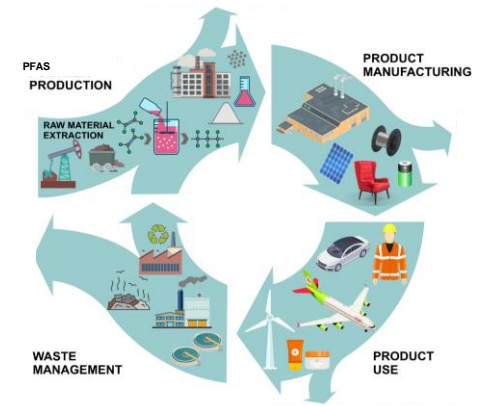 PFAS
PRODUCTION
RAW MATERIAL
EXTRACTION
PRODUCT
MANUFACTURING
WASTE
MANAGEMENT
PRODUCT
USE